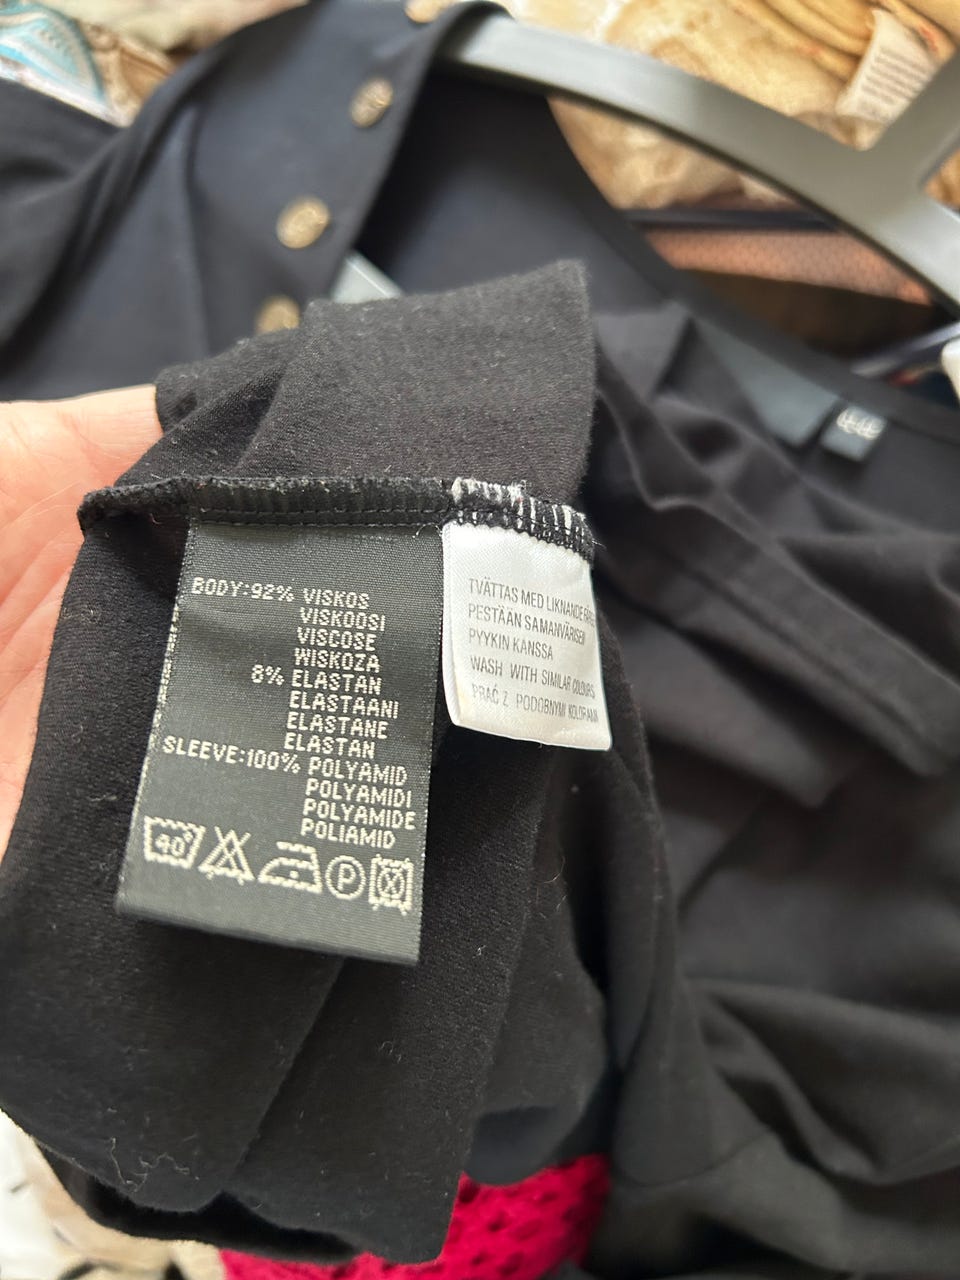 BODY:92% VISKOS
VISKOOSI
VISCOSE
WISKOZA
8% ELASTAN
ELASTAANI
ELASTANE
ELASTAN
SLEEVE:100% POLYAMID
POLYAMIDI
POLYAMIDE
POLIAMID
40°
P
TVÄTTAS MED LIKNANDE
PESTÄÄN SAMANVÄRISEN
PYYKIN KANSSA
WASH WITH SIMILAR COLOURS
PRAĆ Z PODOBNYMI KOLORAMI